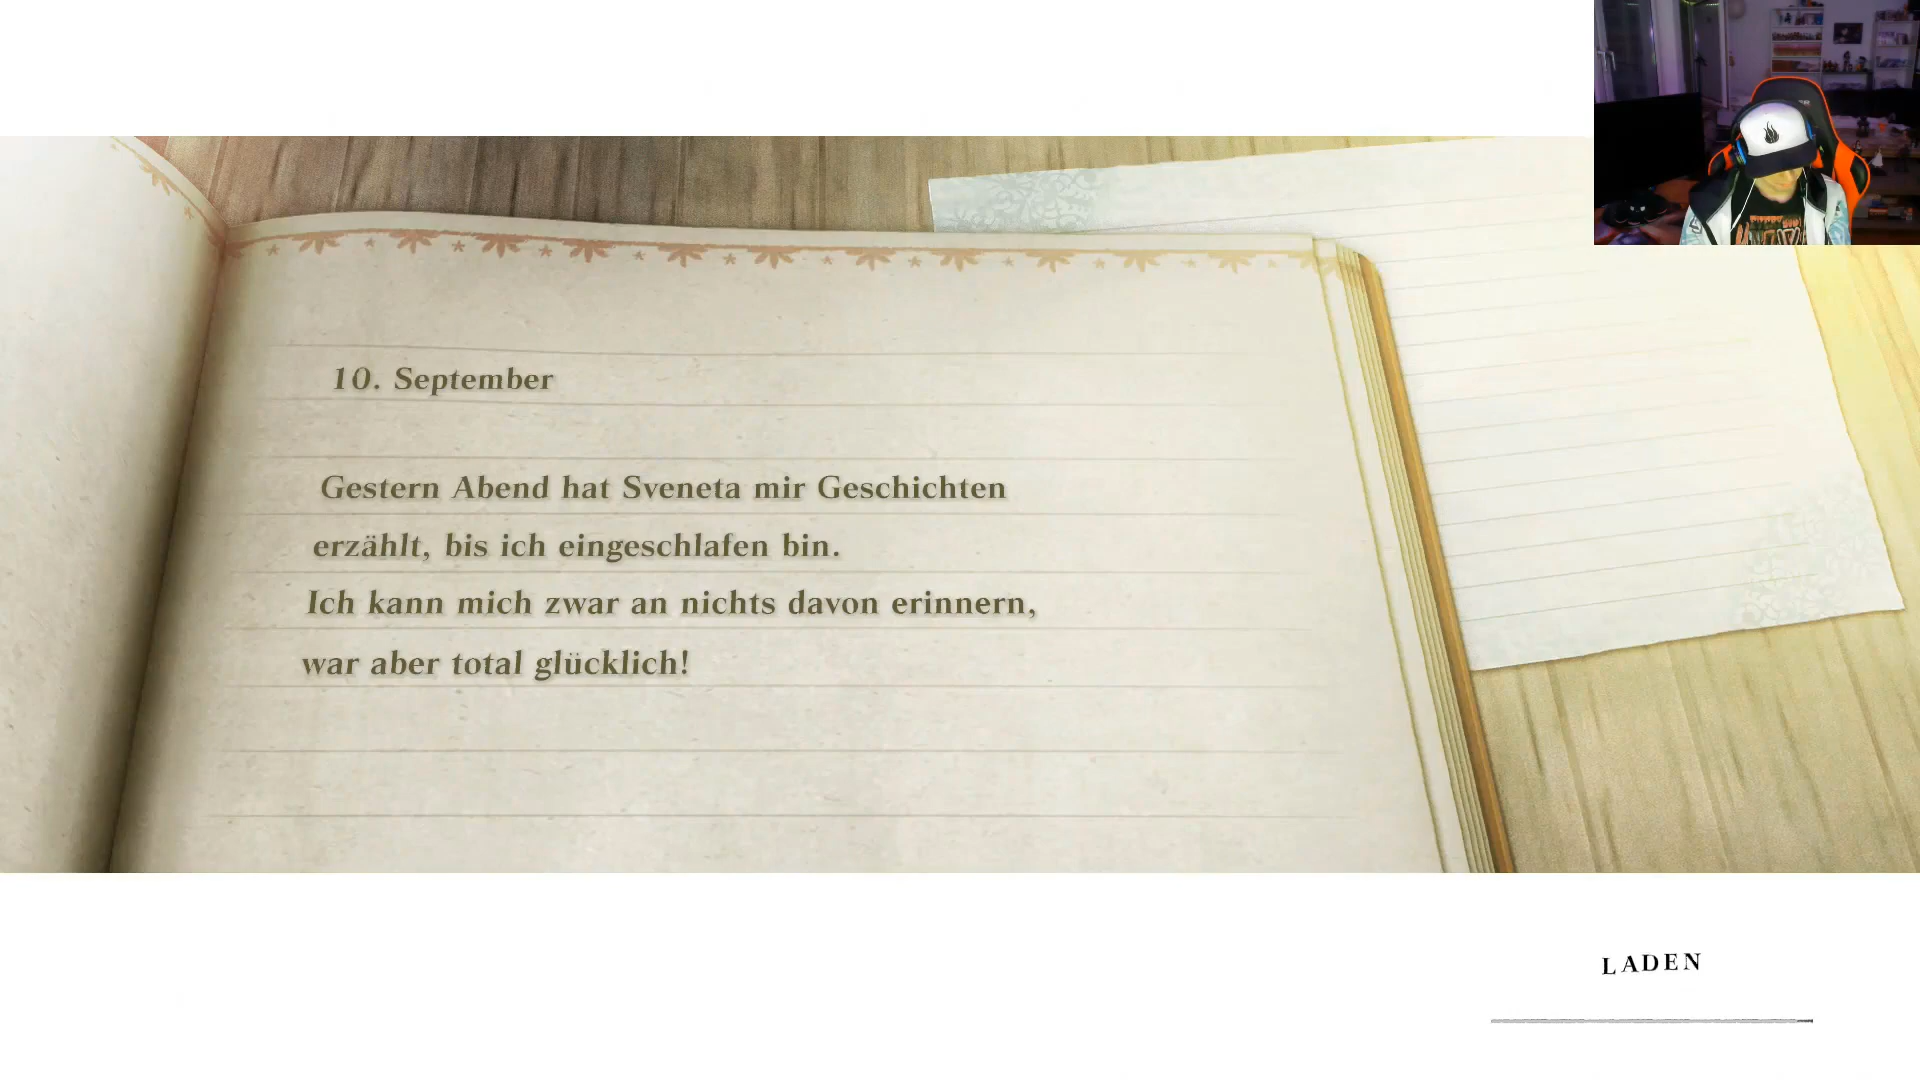 10. September
Gestern Abend hat Sveneta mir Geschichten
erzählt, bis ich eingeschlafen bin.
Ich kann mich zwar an nichts davon erinnern,
war aber total glücklich!
LADEN